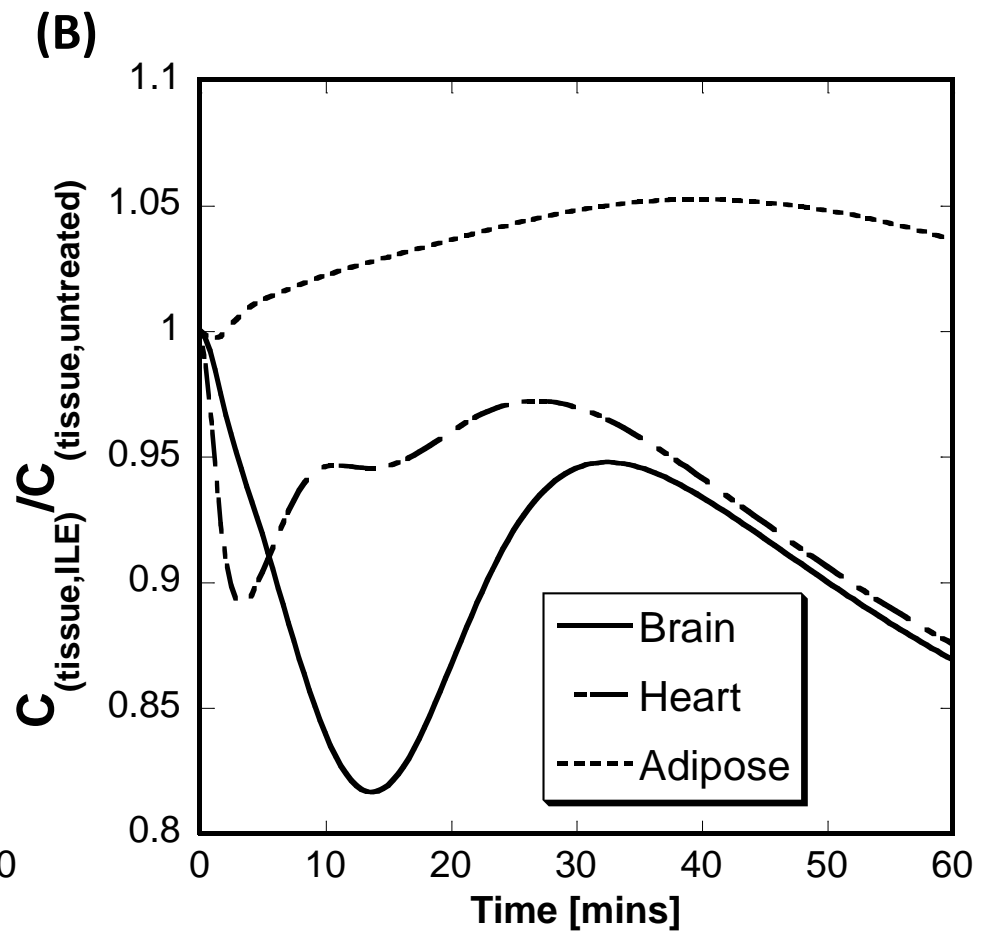 (B)
1.1
1.05
1
0.95
0.9
0.85
0.8
C(tissue,ILE)/C(tissue,untreated)
Brain
Heart
Adipose
0
0 10 20 30 40 50 60
Time [mins]